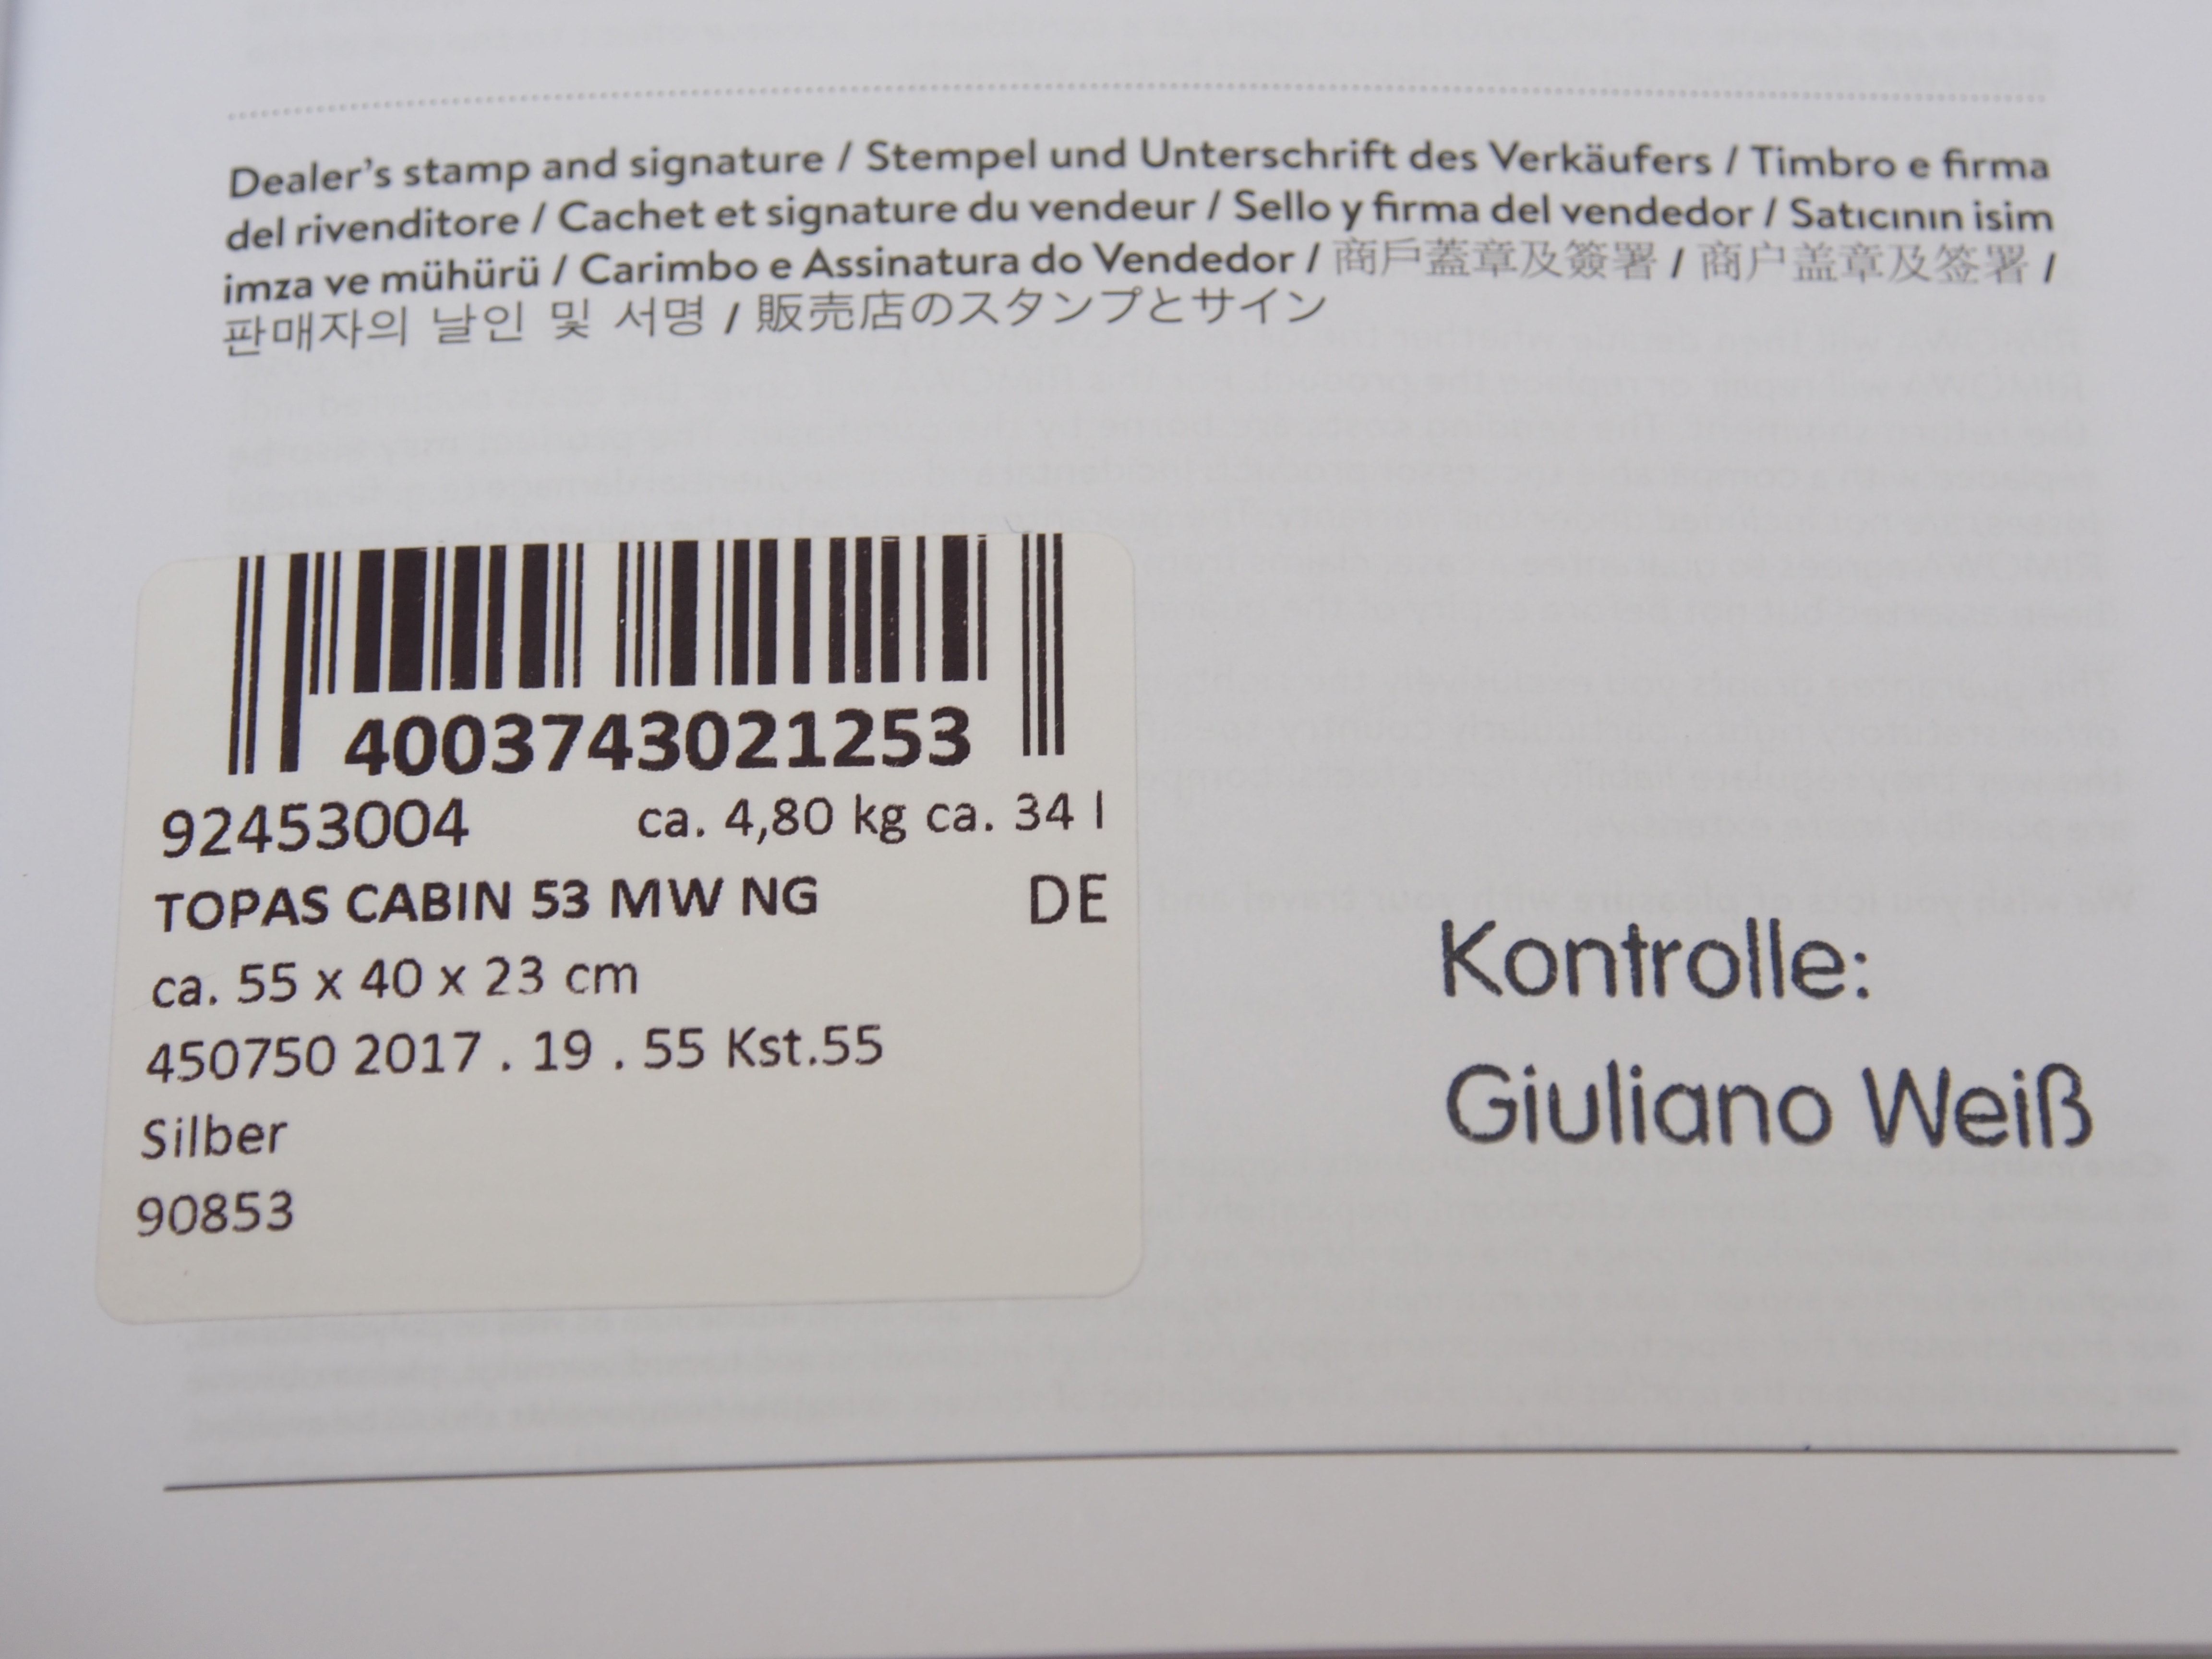 Dealer's stamp and signature / Stempel und Unterschrift des Verkäufers / Timbro e firma
del rivenditore / Cachet et signature du vendeur / Sello y firma del vendedor / Satıcının isim
imza ve mühürü / Carimbo e Assinatura do Vendedor / 商戶蓋章及簽署 / 商户盖章及签署 /
판매자의 날인 및 서명 / 販売店のスタンプとサイン
4003743021253
92453004 ca. 4,80 kg ca. 34 l
TOPAS CABIN 53 MW NG DE
ca. 55 x 40 x 23 cm
450750 2017 . 19 . 55 Kst.55
Silber
90853
Kontrolle:
Giuliano Weiß